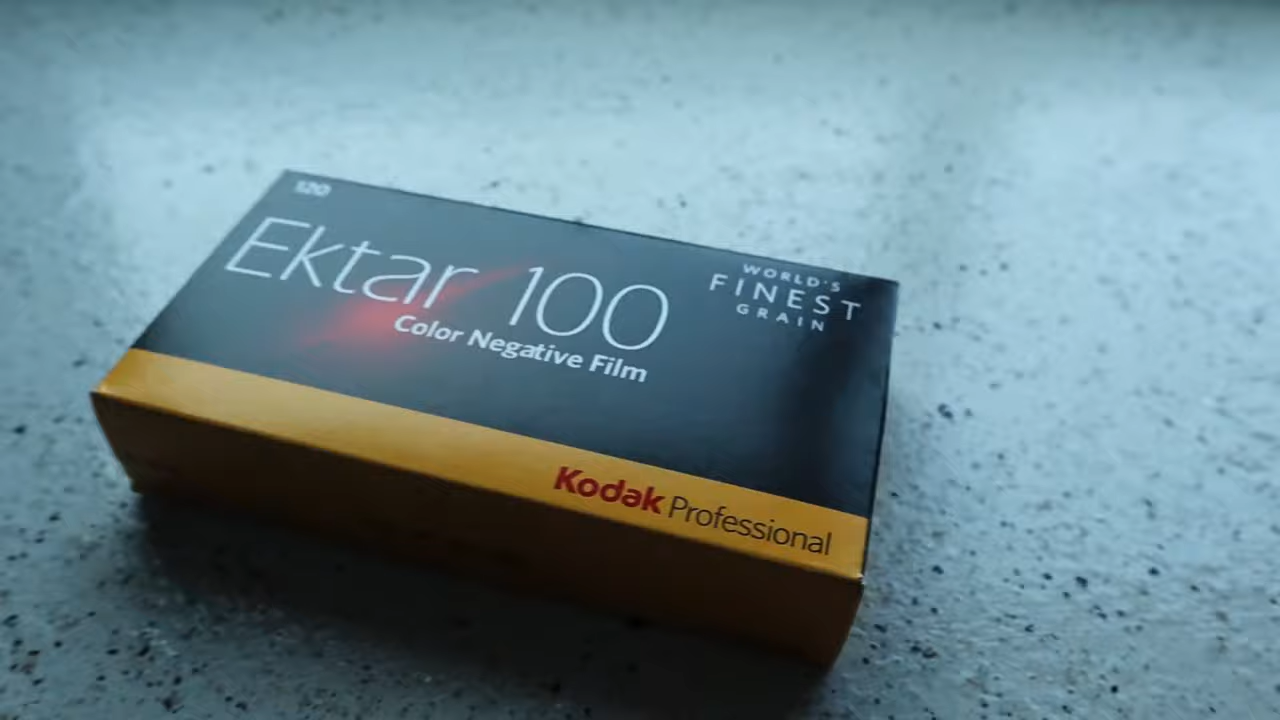 120
Ektar 100
Color Negative Film
WORLD'S
FINEST
GRAIN
Kodak Professional